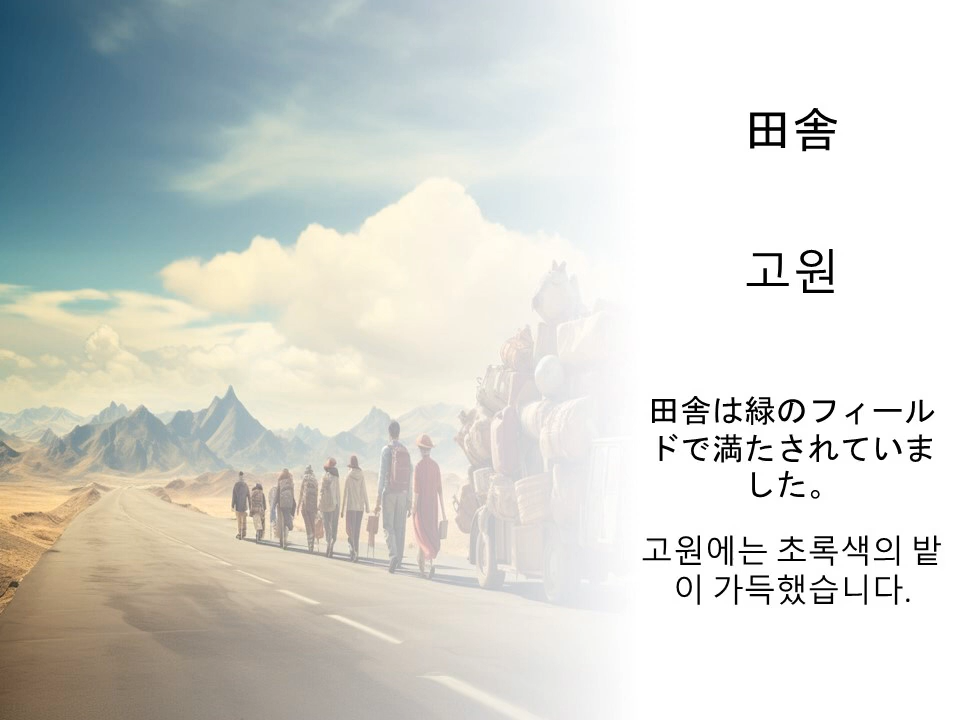 田舎
고원
田舎は緑のフィール
ドで満たされていま
した。
고원에는 초록색의 밭
이 가득했습니다.